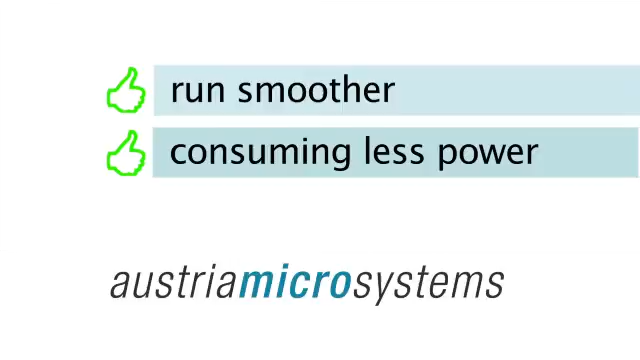 run smoother
consuming less power
austriamicrosystems